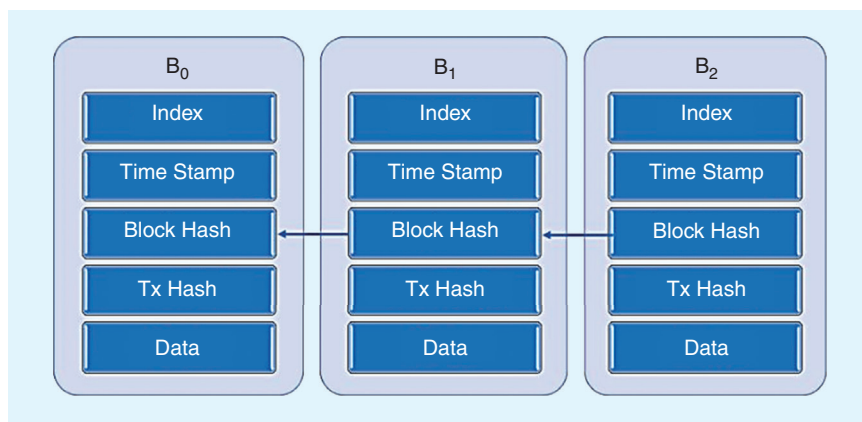 B0
Index
Time Stamp
Block Hash
Tx Hash
Data
B1
Index
Time Stamp
Block Hash
Tx Hash
Data
B2
Index
Time Stamp
Block Hash
Tx Hash
Data